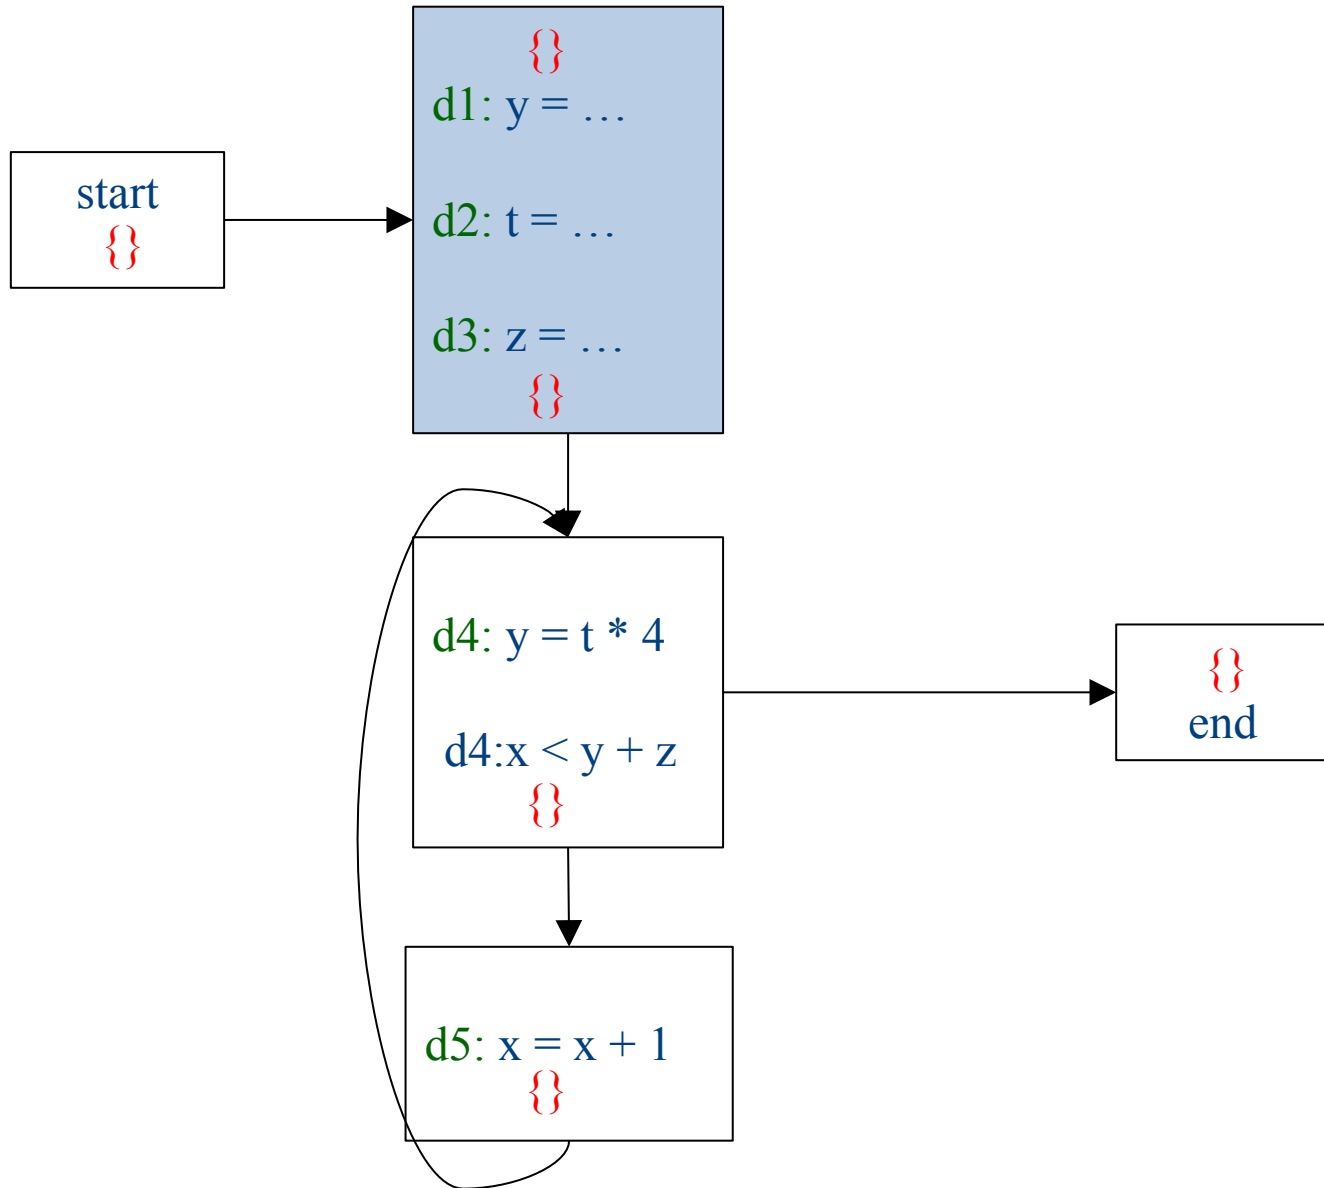 start
{}
{}
d1: y = …
d2: t = …
d3: z = …
{}
d4: y = t * 4
d4:x < y + z
{}
{}
end
d5: x = x + 1
{}